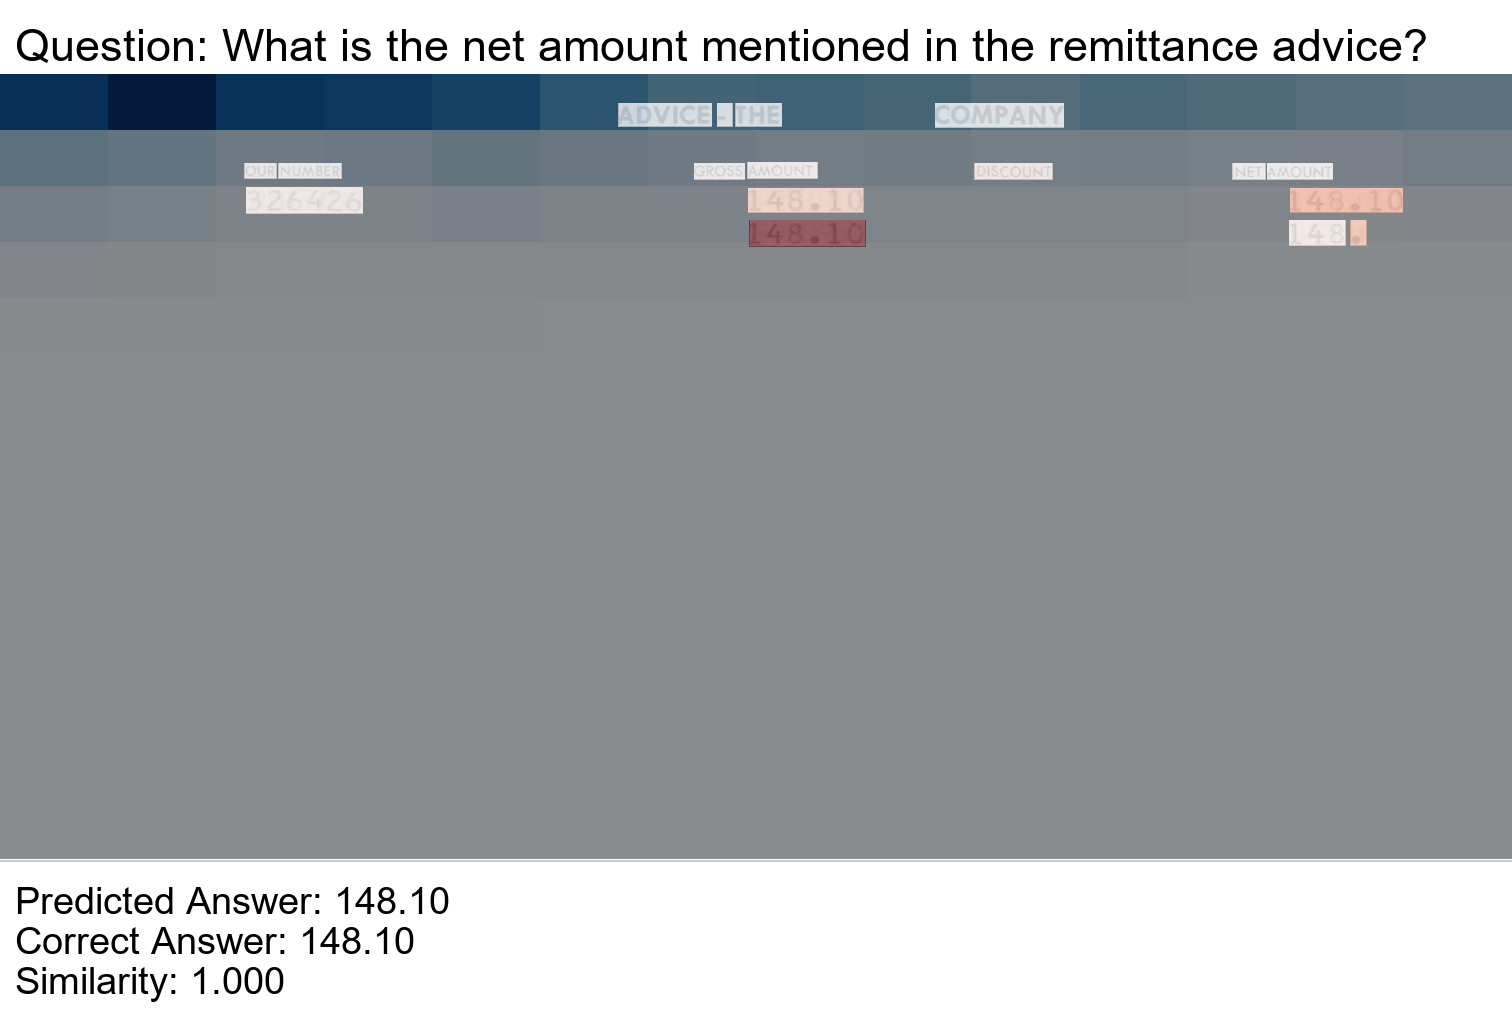 Question: What is the net amount mentioned in the remittance advice?
ADVICE - THE COMPANY
OUR NUMBER GROSS AMOUNT DISCOUNT NET AMOUNT
326426 148.10 148.10
148.10 148.
Predicted Answer: 148.10
Correct Answer: 148.10
Similarity: 1.000